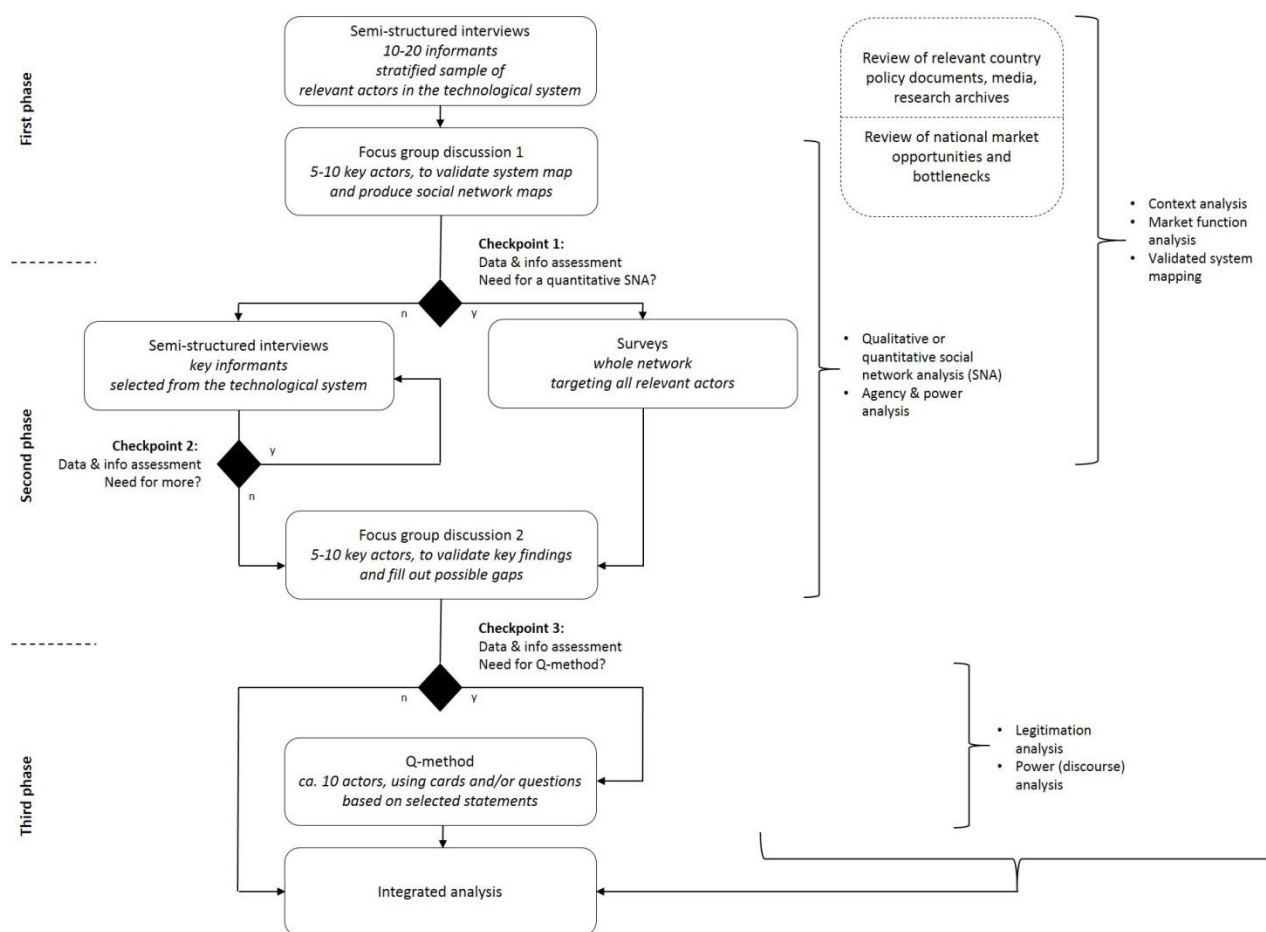 First phase
Semi-structured interviews
10-20 informants
stratified sample of
relevant actors in the technological system
Focus group discussion 1
5-10 key actors, to validate system map
and produce social network maps
Review of relevant country
policy documents, media,
research archives
Review of national market
opportunities and
bottlenecks
Checkpoint 1:
Data & info assessment
Need for a quantitative SNA?
n
y
• Context analysis
• Market function
analysis
• Validated system
mapping
Second phase
Semi-structured interviews
key informants
selected from the technological system
Surveys
whole network
targeting all relevant actors
• Qualitative or
quantitative social
network analysis (SNA)
• Agency & power
analysis
Checkpoint 2:
Data & info assessment
Need for more?
y
n
Focus group discussion 2
5-10 key actors, to validate key findings
and fill out possible gaps
Checkpoint 3:
Data & info assessment
Need for Q-method?
n
y
Third phase
Q-method
ca. 10 actors, using cards and/or questions
based on selected statements
• Legitimation
analysis
• Power (discourse)
analysis
Integrated analysis